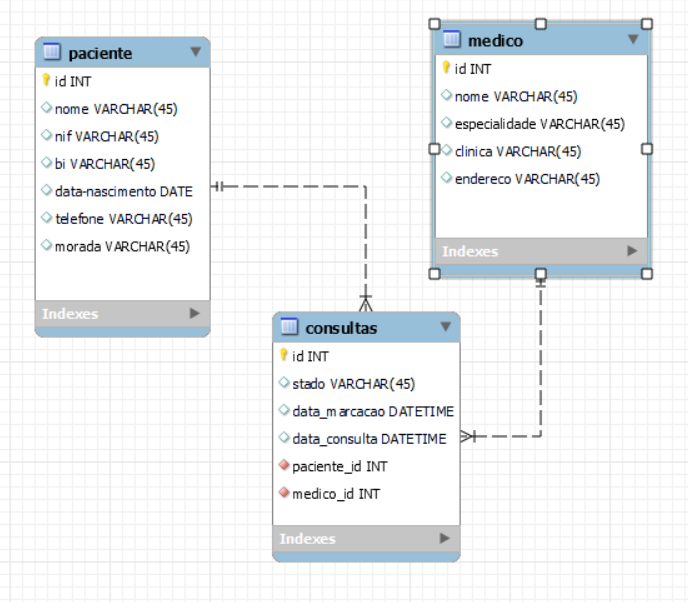 paciente
id INT
nome VARCHAR(45)
nif VARCHAR(45)
bi VARCHAR(45)
data-nascimento DATE
telefone VARCHAR(45)
morada VARCHAR(45)
Indexes
medico
id INT
nome VARCHAR(45)
especialidade VARCHAR(45)
clinica VARCHAR(45)
endereco VARCHAR(45)
Indexes
consultas
id INT
stado VARCHAR(45)
data_marcacao DATETIME
data_consulta DATETIME
paciente_id INT
medico_id INT
Indexes